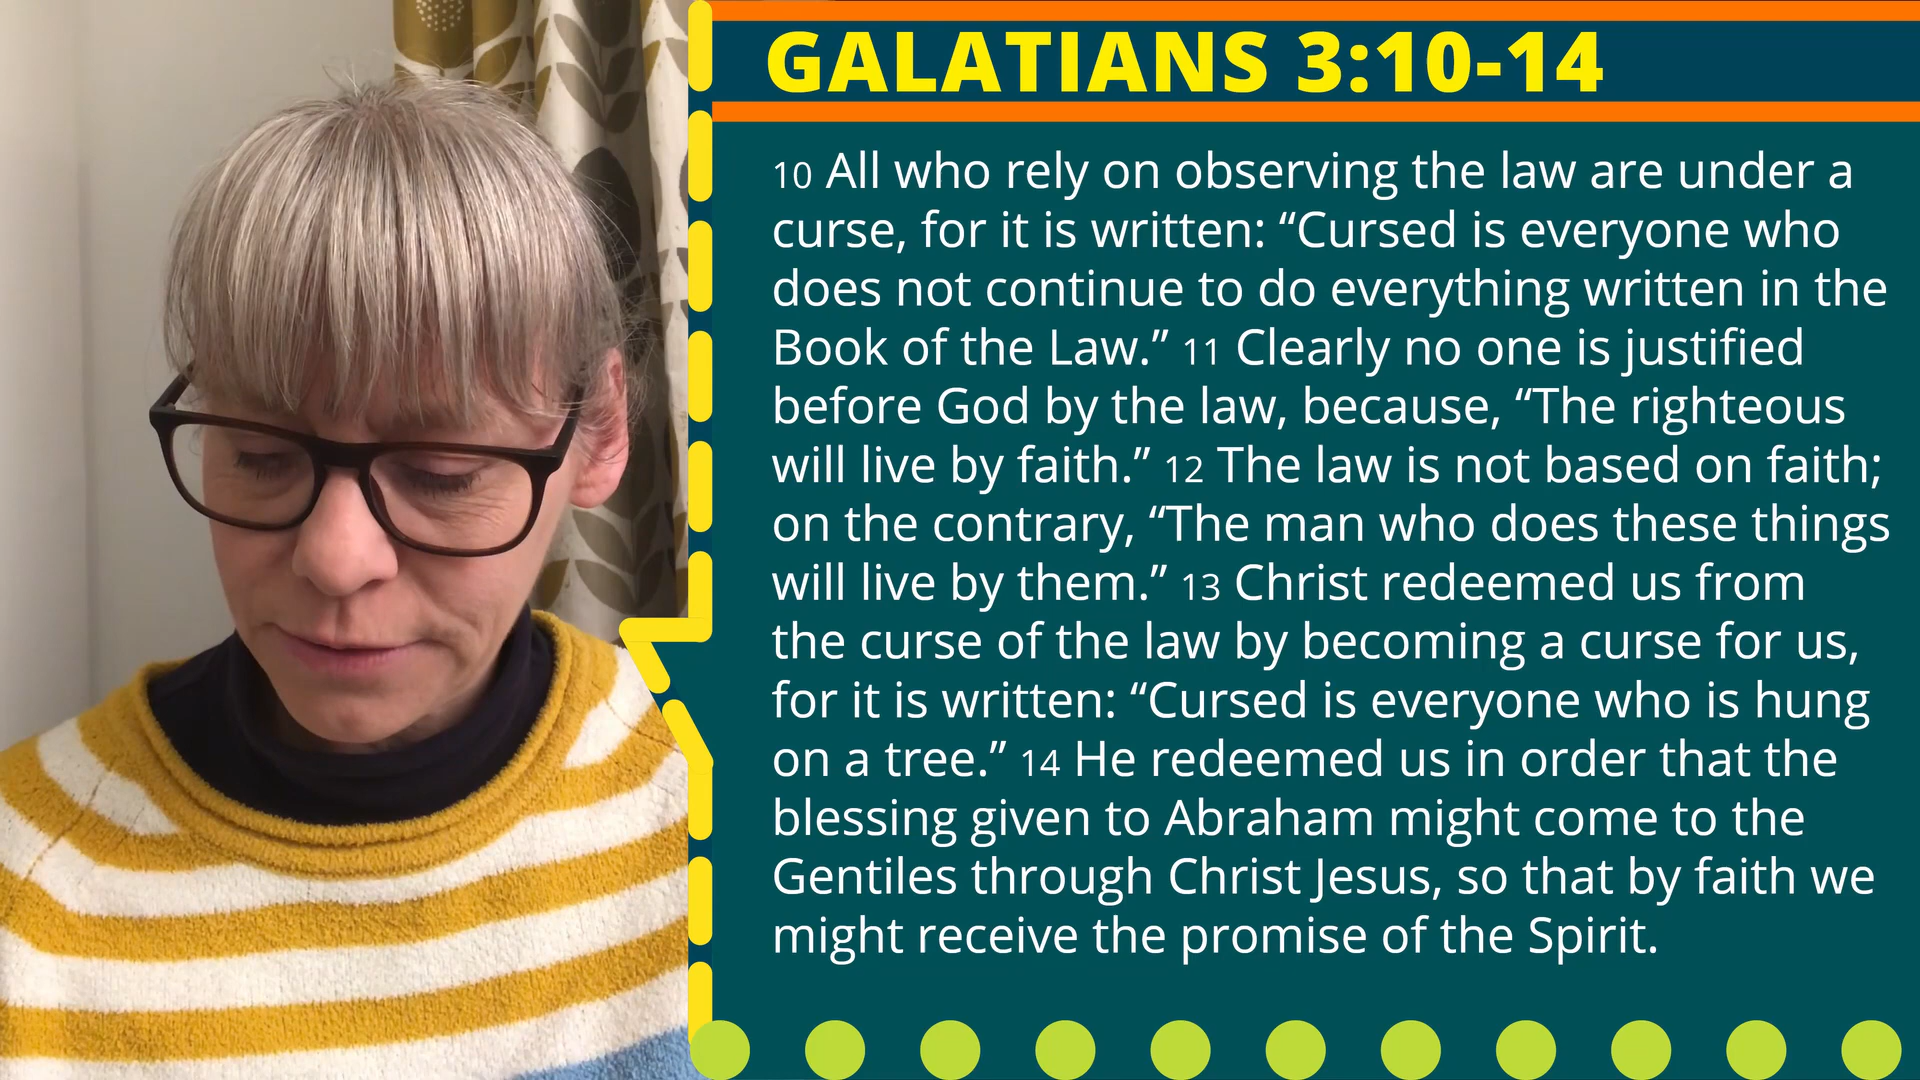 GALATIANS 3:10-14
10 All who rely on observing the law are under a
curse, for it is written: “Cursed is everyone who
does not continue to do everything written in the
Book of the Law.” 11 Clearly no one is justified
before God by the law, because, “The righteous
will live by faith.” 12 The law is not based on faith;
on the contrary, “The man who does these things
will live by them.” 13 Christ redeemed us from
the curse of the law by becoming a curse for us,
for it is written: “Cursed is everyone who is hung
on a tree.” 14 He redeemed us in order that the
blessing given to Abraham might come to the
Gentiles through Christ Jesus, so that by faith we
might receive the promise of the Spirit.